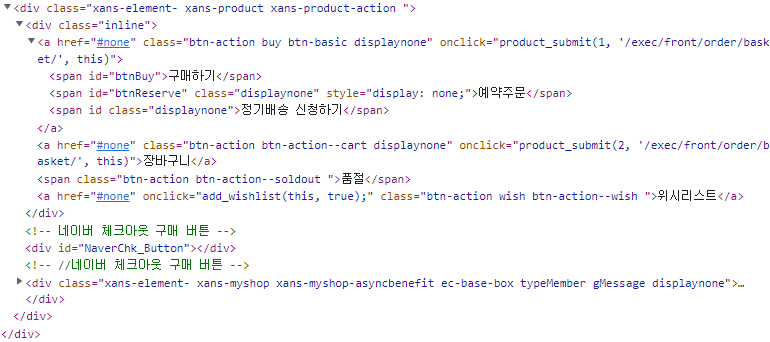 <div class="xans-element- xans-product xans-product-action ">
<div class="inline">
<a href="#none" class="btn-action buy btn-basic displaynone" onclick="product_submit(1, '/exec/front/order/bask
et/', this)">
<span id="btnBuy">구매하기</span>
<span id="btnReserve" class="displaynone" style="display: none;">예약주문</span>
<span id class="displaynone">정기배송 신청하기</span>
</a>
<a href="#none" class="btn-action btn-action--cart displaynone" onclick="product_submit(2, '/exec/front/order/b
asket/', this)">장바구니</a>
<span class="btn-action btn-action--soldout ">품절</span>
<a href="#none" onclick="add_wishlist(this, true);" class="btn-action wish btn-action--wish ">위시리스트</a>
</div>
<!-- 네이버 체크아웃 구매 버튼 -->
<div id="NaverChk_Button"></div>
<!-- //네이버 체크아웃 구매 버튼 -->
<div class="xans-element- xans-myshop xans-myshop-asyncbenefit ec-base-box typeMember gMessage displaynone">…
</div>
</div>
</div>